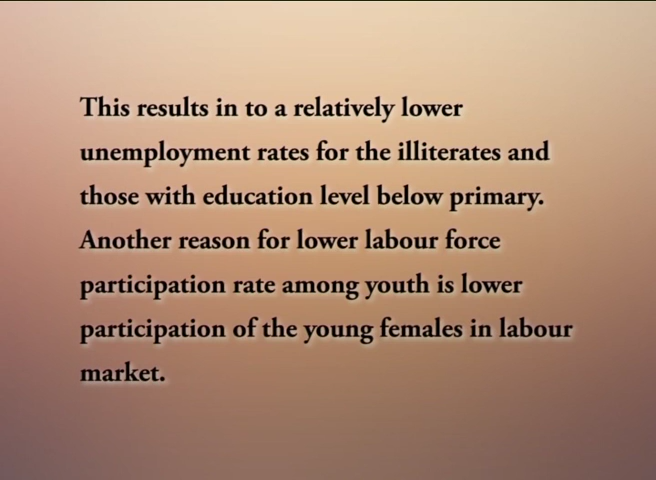 This results in to a relatively lower
unemployment rates for the illiterates and
those with education level below primary.
Another reason for lower labour force
participation rate among youth is lower
participation of the young females in labour
market.